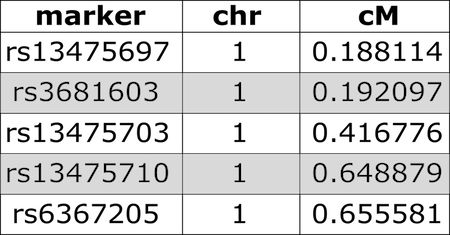 marker chr cM
rs13475697 1 0.188114
rs3681603 1 0.192097
rs13475703 1 0.416776
rs13475710 1 0.648879
rs6367205 1 0.655581